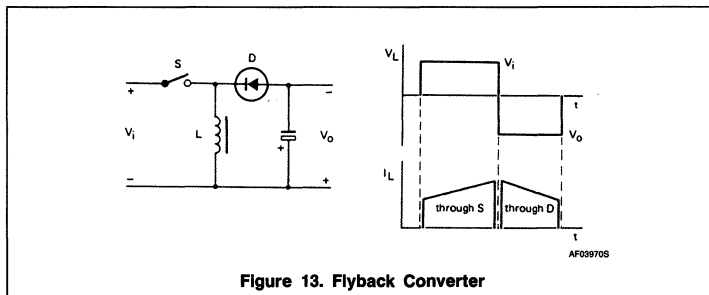 S
D
+
−
Vi
L
+
Vo
−
+
VL
Vi
t
Vo
IL
through S
through D
t
AF03970S
Figure 13. Flyback Converter